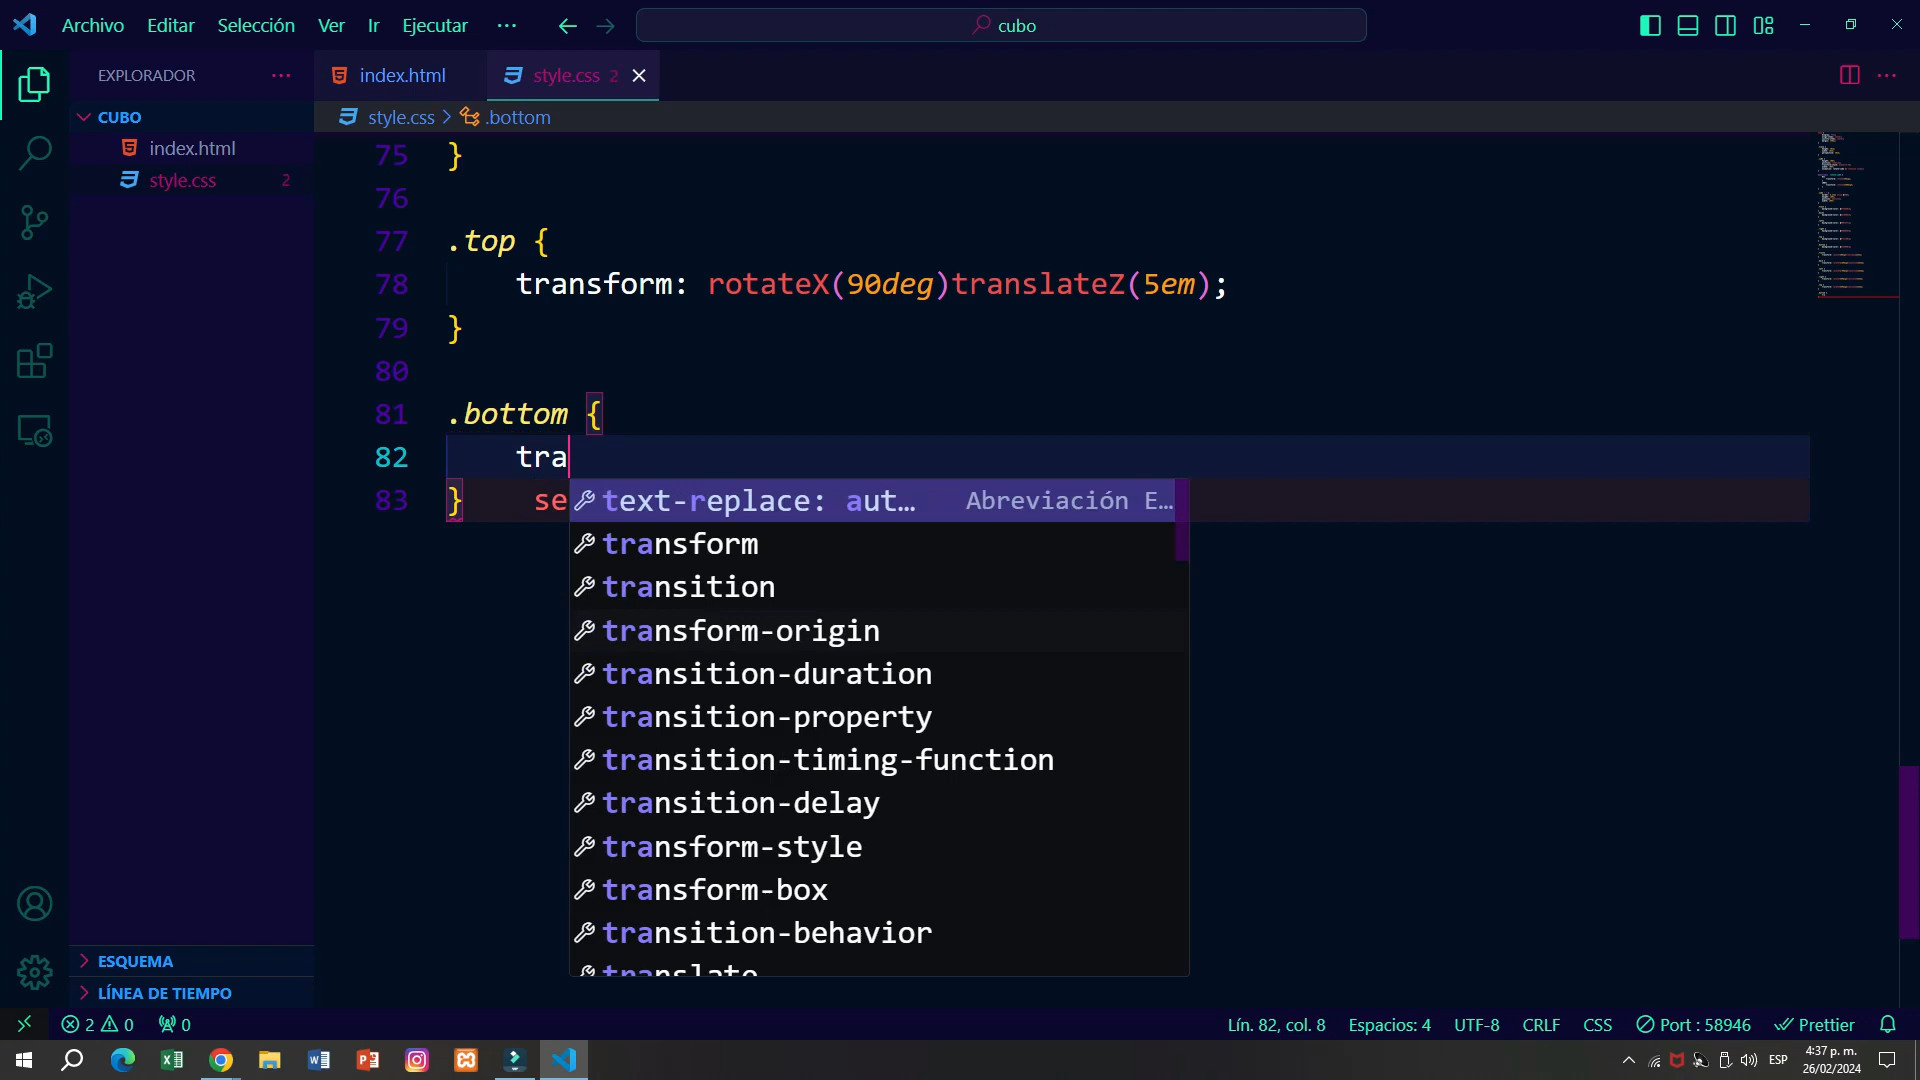 Archivo Editar Selección Ver Ir Ejecutar ··· cubo
EXPLORADOR ···
index.html
style.css 2
CUBO
style.css > .bottom
index.html
style.css 2
75 }
76
77 .top {
78 transform: rotateX(90deg)translateZ(5em);
79 }
80
81 .bottom {
82 tra
83 } se
text-replace: aut… Abreviación E…
transform
transition
transform-origin
transition-duration
transition-property
transition-timing-function
transition-delay
transform-style
transform-box
transition-behavior
translate
ESQUEMA
LÍNEA DE TIEMPO
2 0 0
Lín. 82, col. 8 Espacios: 4 UTF-8 CRLF CSS Port : 58946 Prettier
ESP
4:37 p. m.
26/02/2024